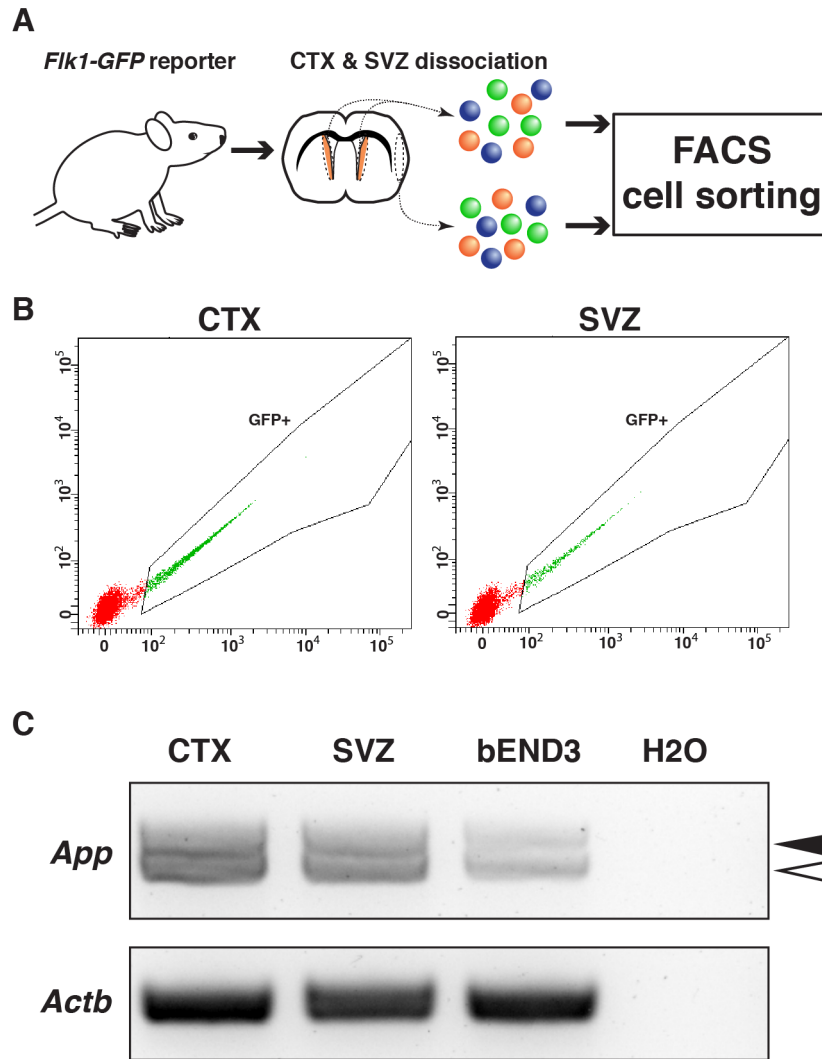 A
Flk1-GFP reporter
CTX & SVZ dissociation
FACS
cell sorting
B
CTX
SVZ
10^5
10^4
10^3
10^2
0
GFP+
0
10^2
10^3
10^4
10^5
10^5
10^4
10^3
10^2
0
GFP+
0
10^2
10^3
10^4
10^5
C
CTX
SVZ
bEND3
H2O
App
Actb